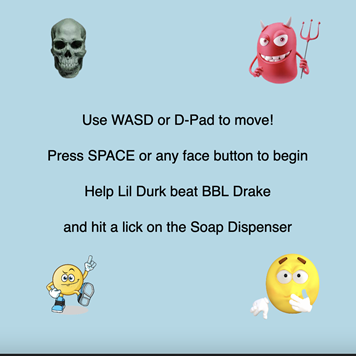 Use WASD or D-Pad to move!
Press SPACE or any face button to begin
Help Lil Durk beat BBL Drake
and hit a lick on the Soap Dispenser